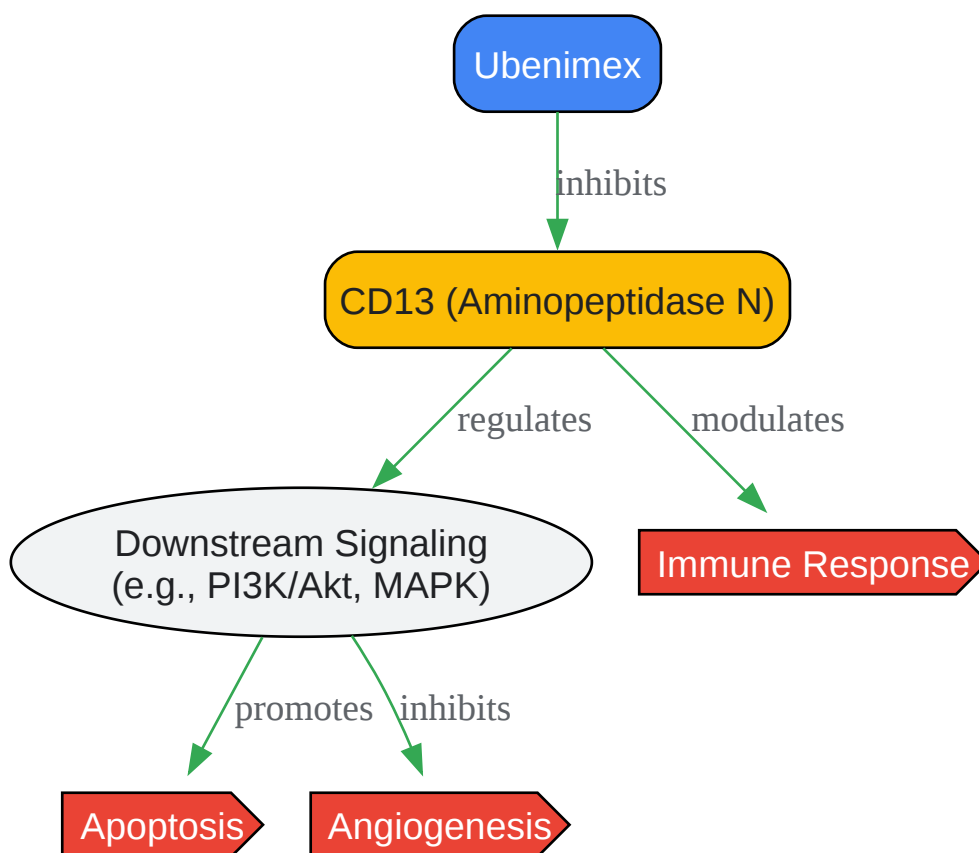 Ubenimex
inhibits
CD13 (Aminopeptidase N)
regulates
modulates
Downstream Signaling
(e.g., PI3K/Akt, MAPK)
Immune Response
promotes
inhibits
Apoptosis
Angiogenesis